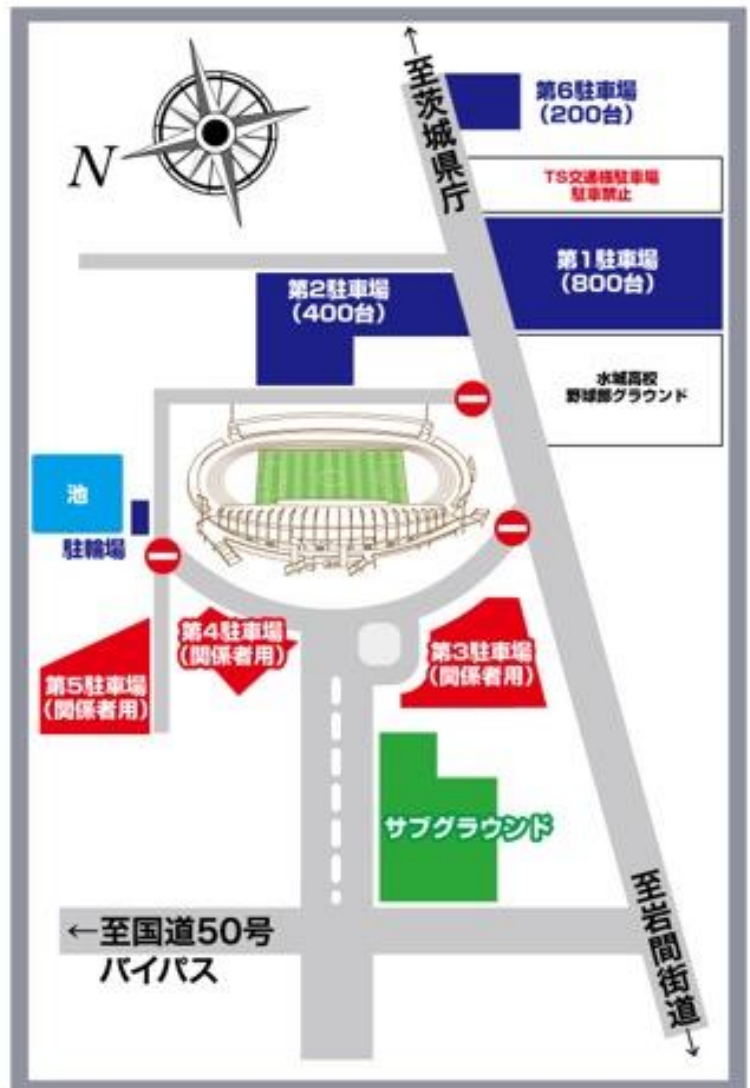 N
↑至茨城県庁
第6駐車場
(200台)
TS交通様駐車場
駐車禁止
第1駐車場
(800台)
第2駐車場
(400台)
水城高校
野球部グラウンド
池
駐輪場
第4駐車場
(関係者用)
第3駐車場
(関係者用)
第5駐車場
(関係者用)
サブグラウンド
←至国道50号
バイパス
至岩間街道↓